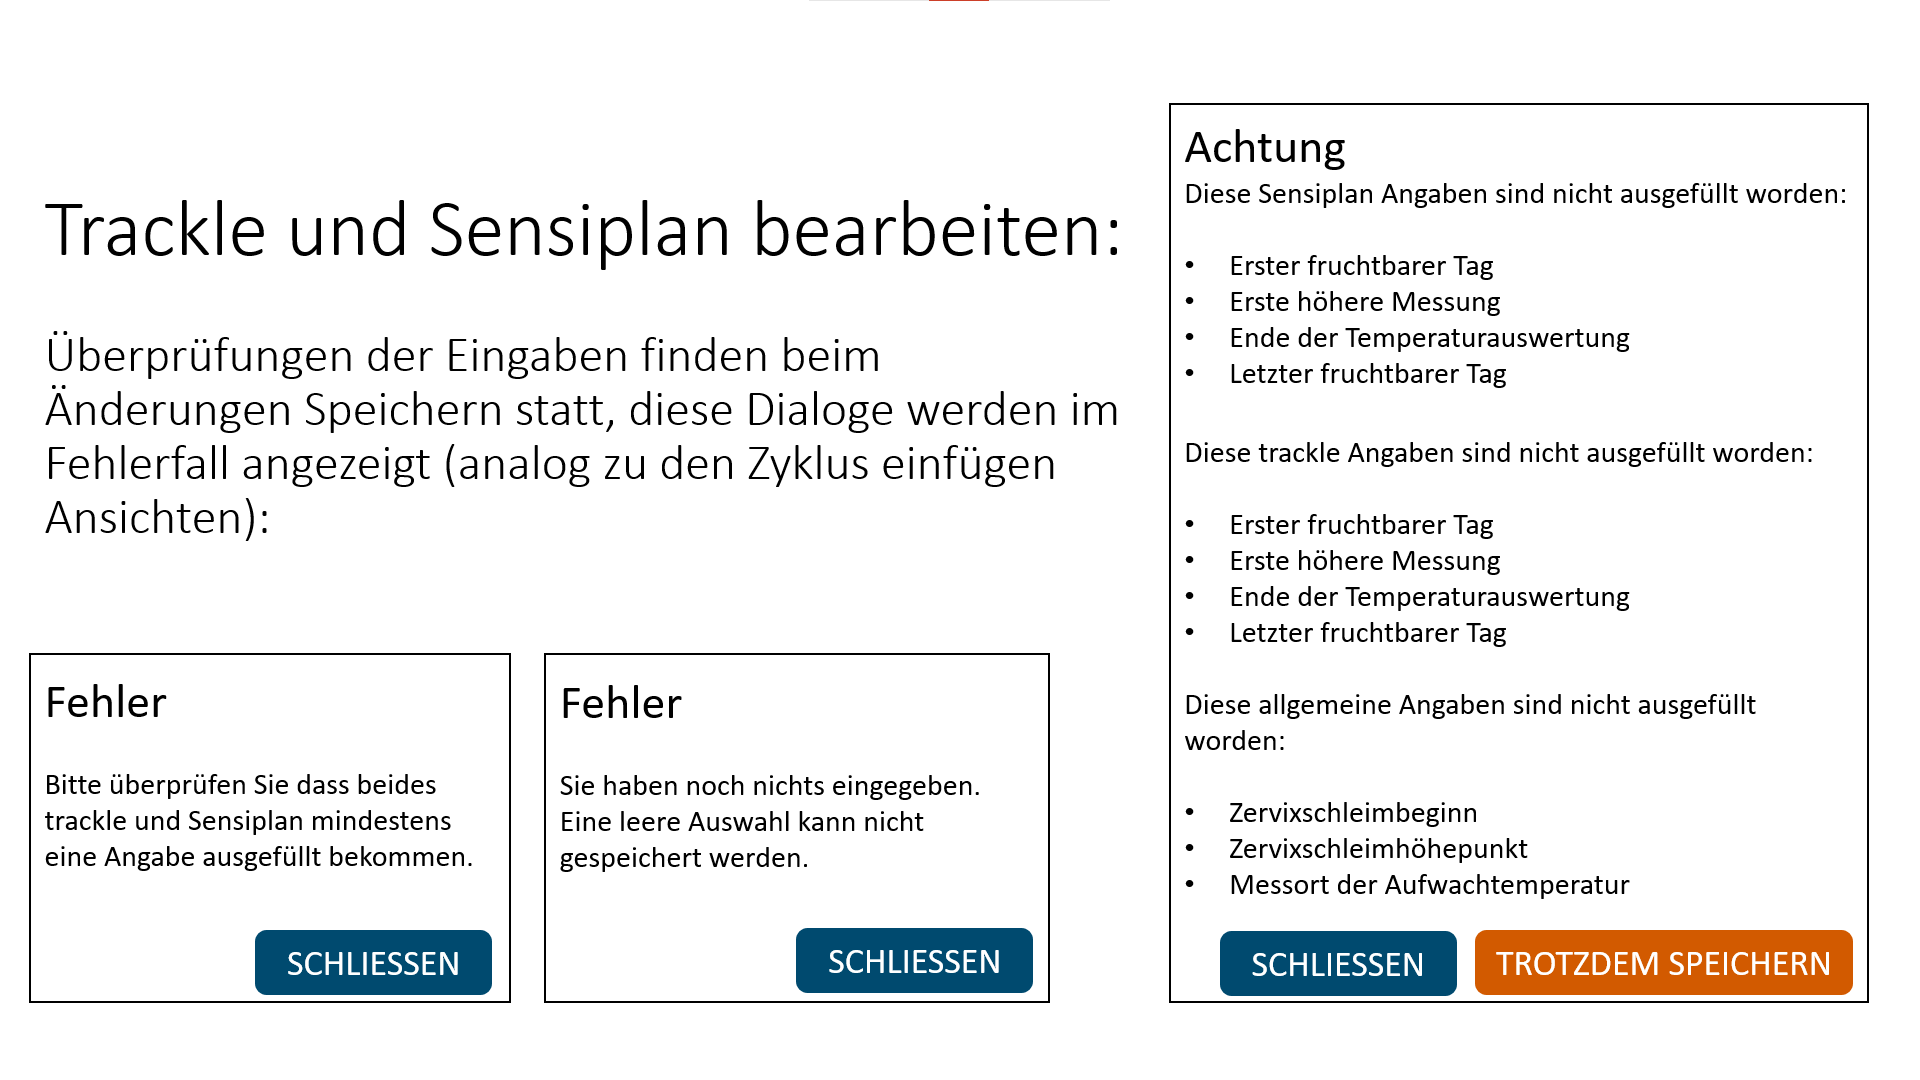 Trackle und Sensiplan bearbeiten:
Überprüfungen der Eingaben finden beim
Änderungen Speichern statt, diese Dialoge werden im
Fehlerfall angezeigt (analog zu den Zyklus einfügen
Ansichten):
Fehler
Bitte überprüfen Sie dass beides
trackle und Sensiplan mindestens
eine Angabe ausgefüllt bekommen.
SCHLIESSEN
Fehler
Sie haben noch nichts eingegeben.
Eine leere Auswahl kann nicht
gespeichert werden.
SCHLIESSEN
Achtung
Diese Sensiplan Angaben sind nicht ausgefüllt worden:
• Erster fruchtbarer Tag
• Erste höhere Messung
• Ende der Temperaturauswertung
• Letzter fruchtbarer Tag
Diese trackle Angaben sind nicht ausgefüllt worden:
• Erster fruchtbarer Tag
• Erste höhere Messung
• Ende der Temperaturauswertung
• Letzter fruchtbarer Tag
Diese allgemeine Angaben sind nicht ausgefüllt
worden:
• Zervixschleimbeginn
• Zervixschleimhöhepunkt
• Messort der Aufwachtemperatur
SCHLIESSEN
TROTZDEM SPEICHERN